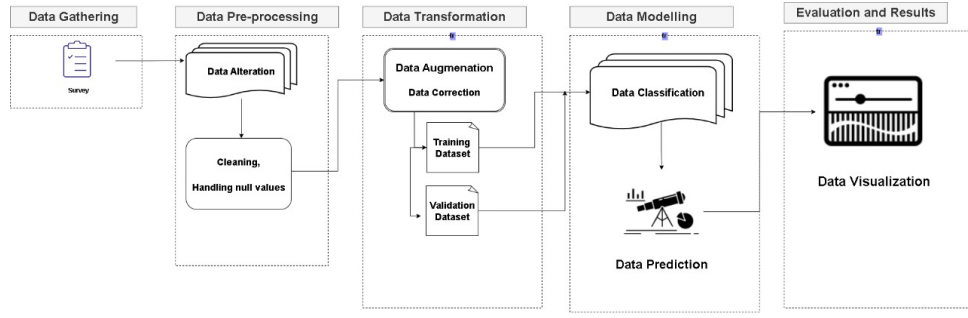 Data Gathering
Data Pre-processing
Data Transformation
Data Modelling
Evaluation and Results
Survey
Data Alteration
Cleaning,
Handling null values
Data Augmenation
Data Correction
Training
Dataset
Validation
Dataset
Data Classification
Data Prediction
Data Visualization